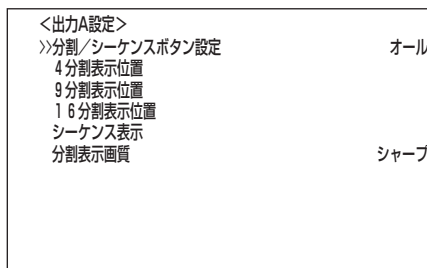 ＜出力A設定＞
>>分割／シーケンスボタン設定 オール
4分割表示位置
9分割表示位置
16分割表示位置
シーケンス表示
分割表示画質 シャープ